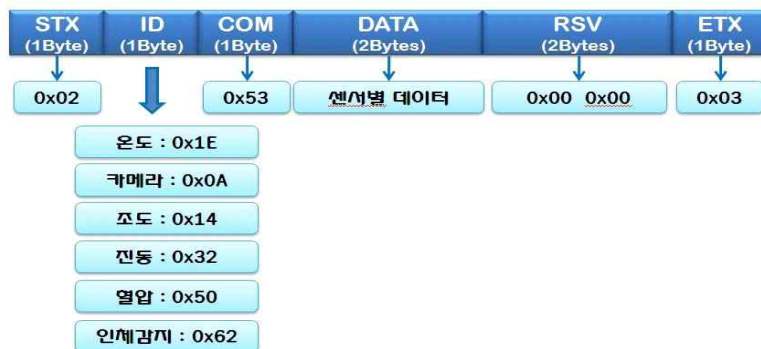 STX ID COM DATA RSV ETX
(1Byte) (1Byte) (1Byte) (2Bytes) (2Bytes) (1Byte)
0x02 0x53 센서별 데이터 0x00 0x00 0x03
온도 : 0x1E
카메라 : 0x0A
조도 : 0x14
진동 : 0x32
혈압 : 0x50
인체감지 : 0x62